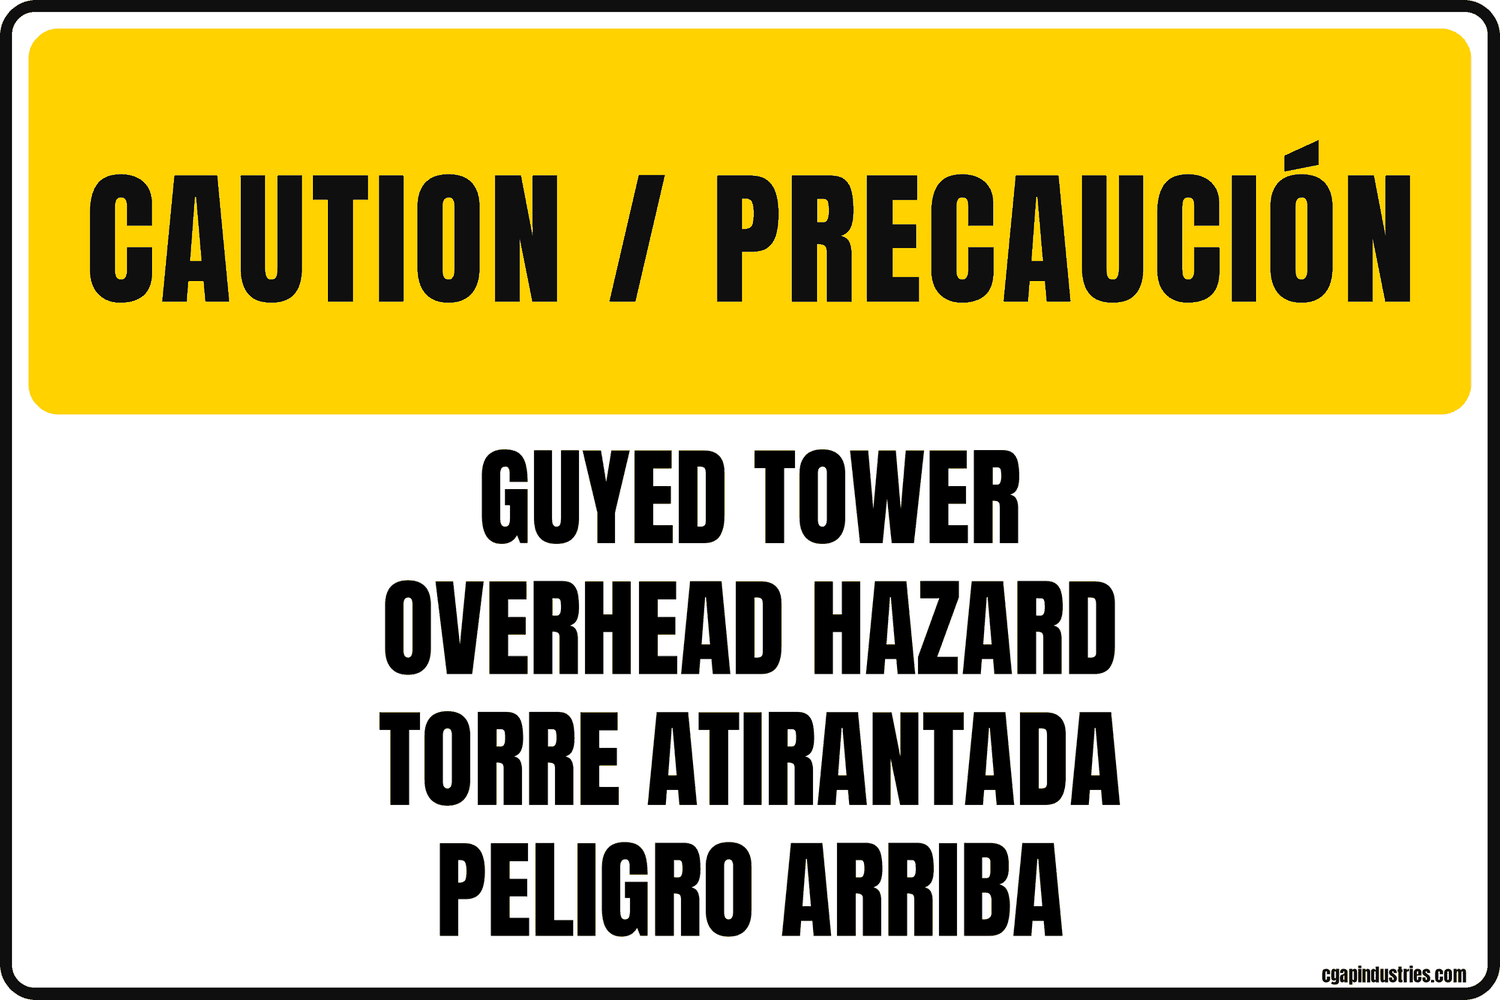 CAUTION / PRECAUCIÓN
GUYED TOWER
OVERHEAD HAZARD
TORRE ATIRANTADA
PELIGRO ARRIBA
cgapindustries.com